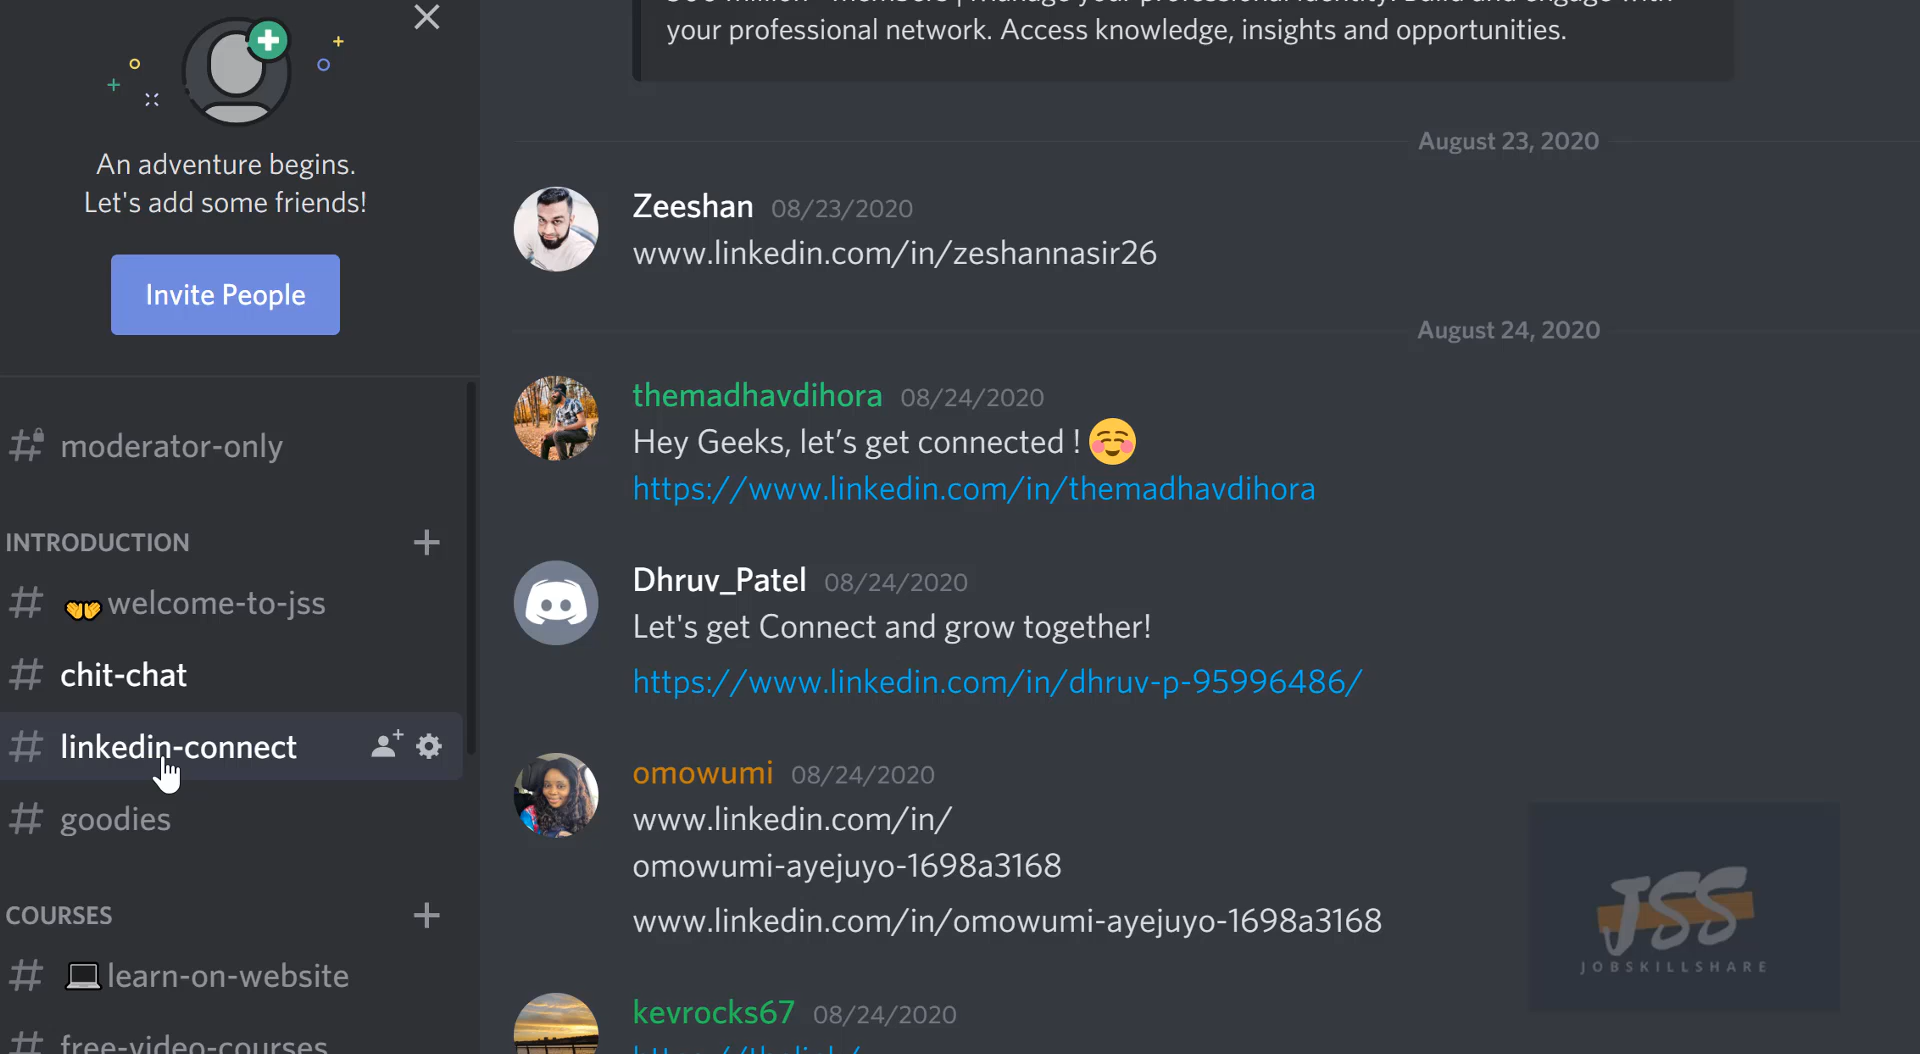 An adventure begins.
Let's add some friends!
Invite People
moderator-only
INTRODUCTION
welcome-to-jss
chit-chat
linkedin-connect
goodies
COURSES
learn-on-website
free-video-courses
your professional network. Access knowledge, insights and opportunities.
August 23, 2020
Zeeshan 08/23/2020
www.linkedin.com/in/zeshannasir26
August 24, 2020
themadhavdihora 08/24/2020
Hey Geeks, let’s get connected ! 😊
https://www.linkedin.com/in/themadhavdihora
Dhruv_Patel 08/24/2020
Let's get Connect and grow together!
https://www.linkedin.com/in/dhruv-p-95996486/
omowumi 08/24/2020
www.linkedin.com/in/
omowumi-ayejuyo-1698a3168
www.linkedin.com/in/omowumi-ayejuyo-1698a3168
kevrocks67 08/24/2020
JSS
JOBSKILLSHARE